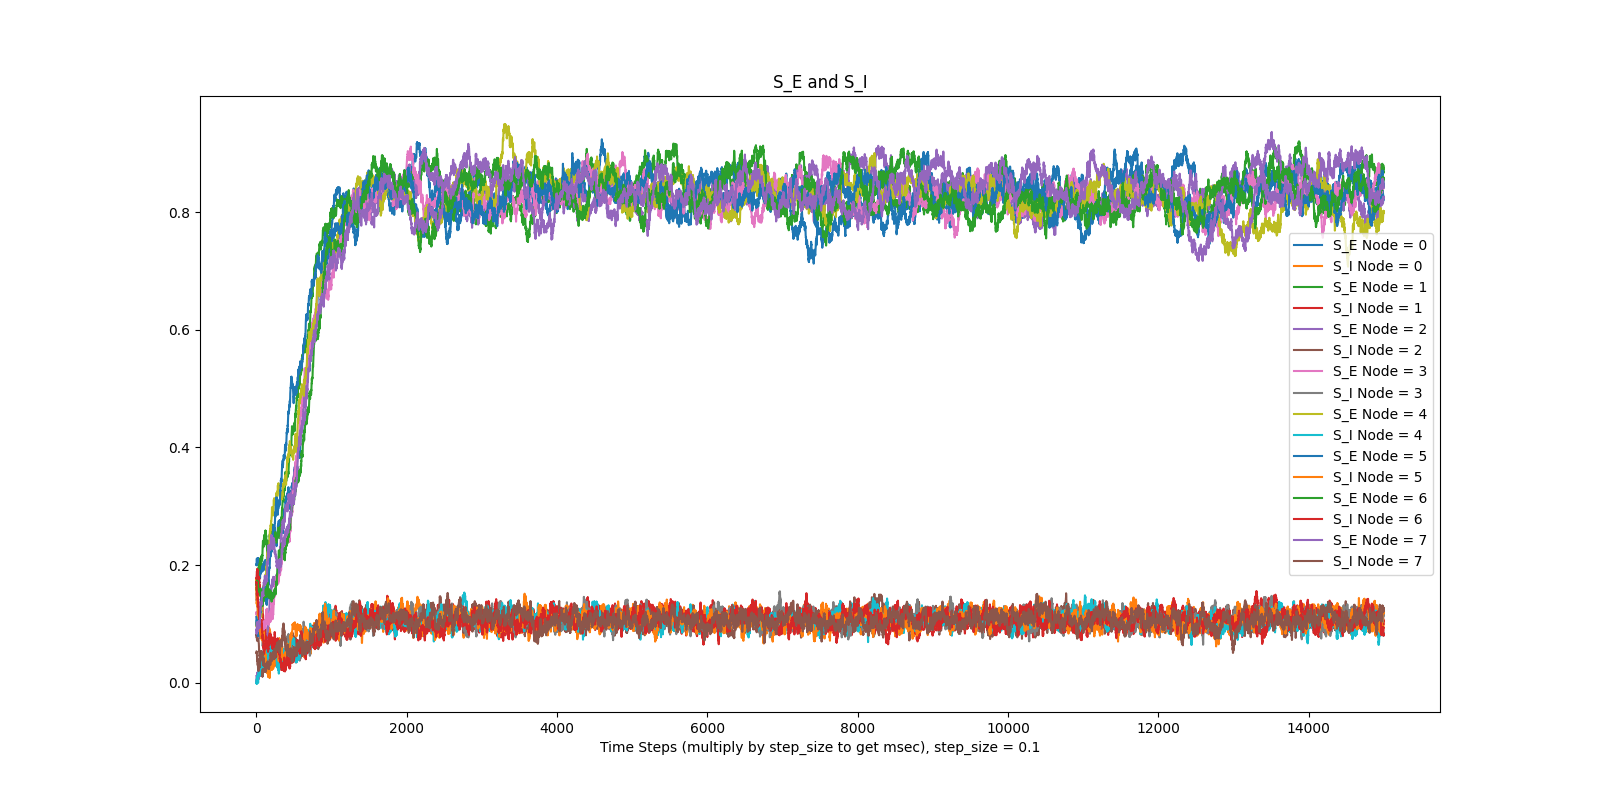 S_E and S_I
0.8
0.6
0.4
0.2
0.0
0 2000 4000 6000 8000 10000 12000 14000
Time Steps (multiply by step_size to get msec), step_size = 0.1
S_E Node = 0
S_I Node = 0
S_E Node = 1
S_I Node = 1
S_E Node = 2
S_I Node = 2
S_E Node = 3
S_I Node = 3
S_E Node = 4
S_I Node = 4
S_E Node = 5
S_I Node = 5
S_E Node = 6
S_I Node = 6
S_E Node = 7
S_I Node = 7